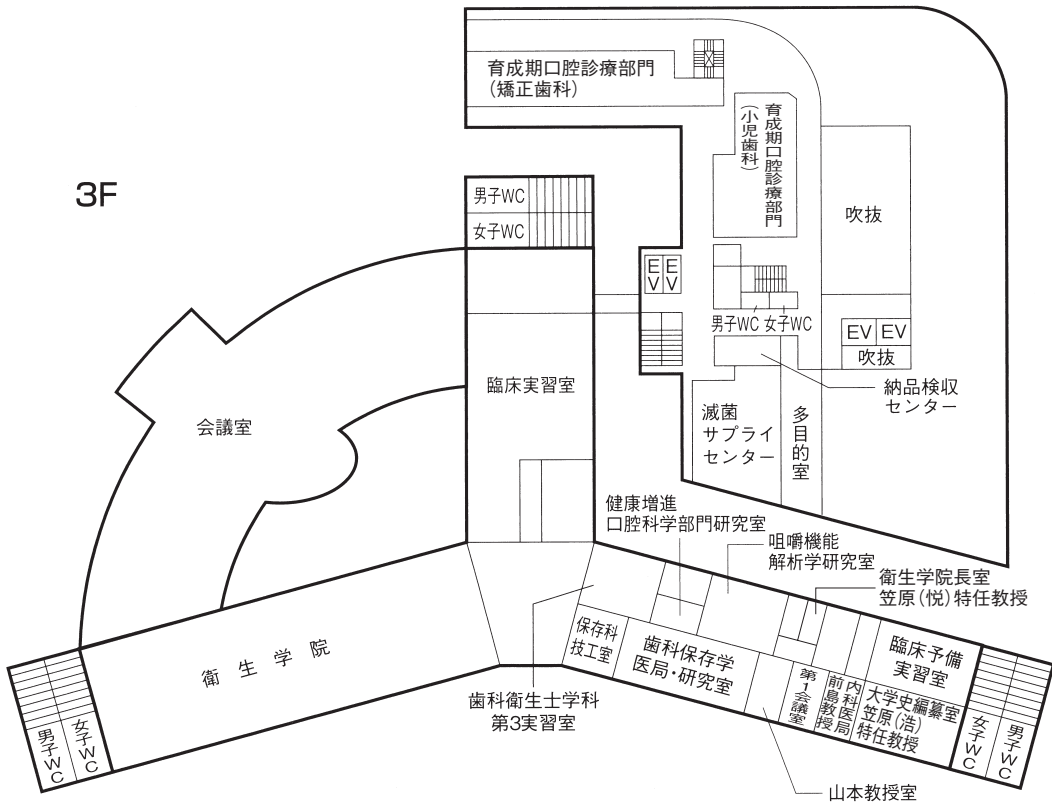 3F
育成期口腔診療部門
（矯正歯科）
育成期口腔診療部門
（小児歯科）
吹抜
男子WC
女子WC
EV
EV
男子WC
女子WC
EV
EV
吹抜
納品検収
センター
臨床実習室
会議室
滅菌
サプライ
センター
多目的室
健康増進
口腔科学部門研究室
咀嚼機能
解析学研究室
衛生学院長室
笠原（悦）特任教授
衛生学院
保存科
技工室
歯科保存学
医局・研究室
臨床予備
実習室
歯科衛生士学科
第3実習室
第1会議室
内科医局
前島教授
大学史編纂室
笠原（浩）
特任教授
山本教授室
男子WC
女子WC
女子WC
男子WC